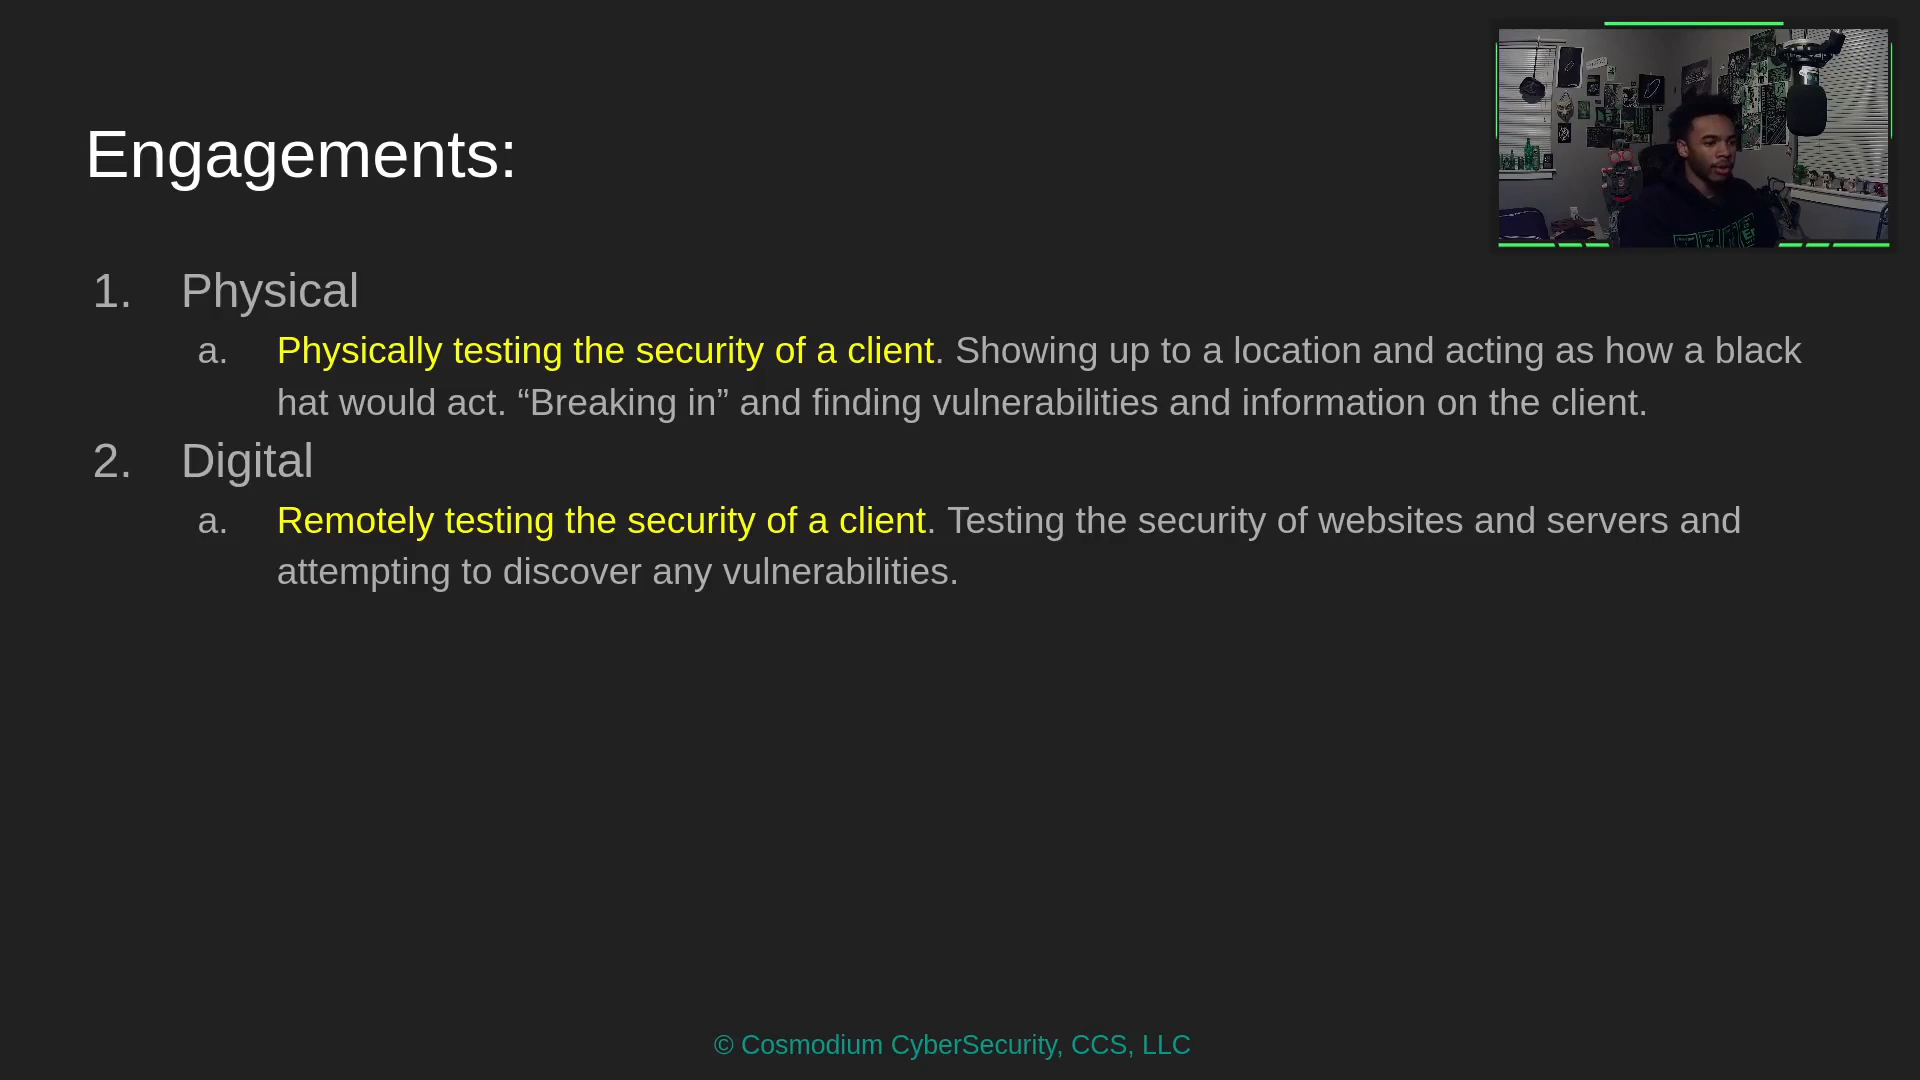 Engagements:
1. Physical
a. Physically testing the security of a client. Showing up to a location and acting as how a black
hat would act. “Breaking in” and finding vulnerabilities and information on the client.
2. Digital
a. Remotely testing the security of a client. Testing the security of websites and servers and
attempting to discover any vulnerabilities.
© Cosmodium CyberSecurity, CCS, LLC